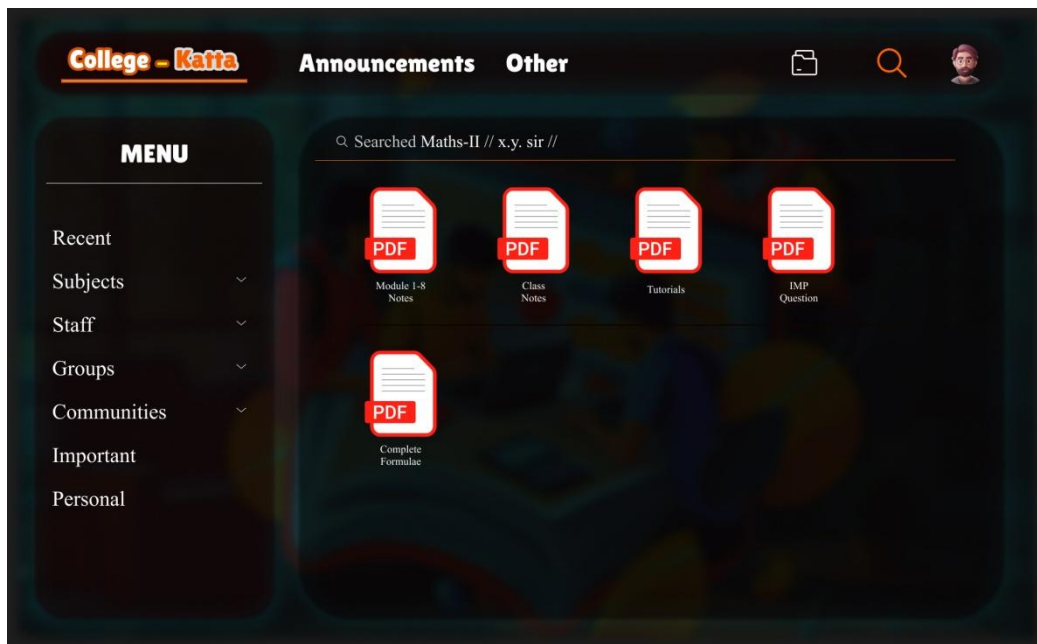 College - Katta
Announcements
Other
MENU
Recent
Subjects
Staff
Groups
Communities
Important
Personal
Searched Maths-II // x.y. sir //
PDF
Module 1-8
Notes
PDF
Class
Notes
PDF
Tutorials
PDF
IMP
Question
PDF
Complete
Formulae